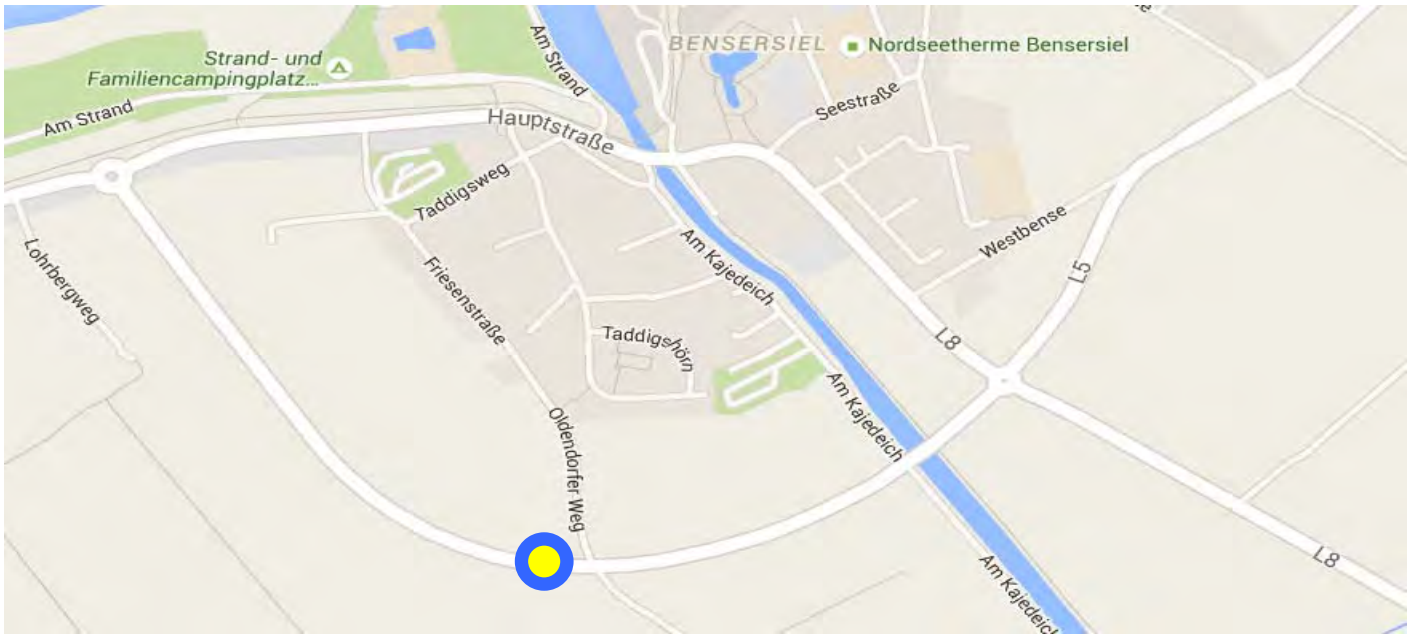 BENSERSIEL
Nordseetherme Bensersiel
Strand- und
Familiencampingplatz...
Am Strand
Am Strand
Seestraße
Hauptstraße
Taddigsweg
Westbense
Lohrbergweg
Friesenstraße
Am Kajedeich
L5
Taddigshörn
L8
Am Kajedeich
Oldendorfer Weg
L8
Am Kajedeich